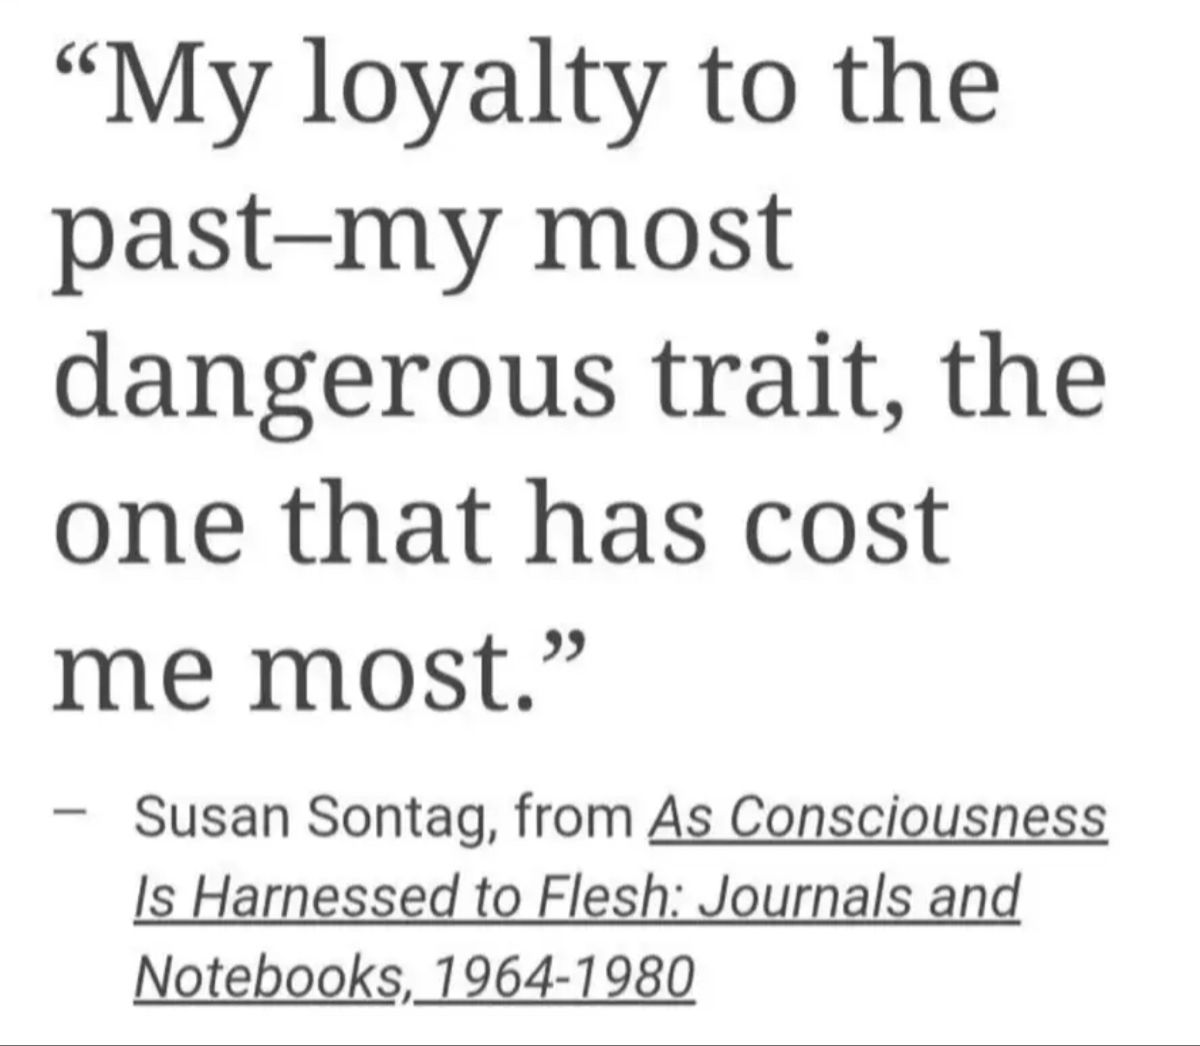 “My loyalty to the
past–my most
dangerous trait, the
one that has cost
me most.”
— Susan Sontag, from As Consciousness
Is Harnessed to Flesh: Journals and
Notebooks, 1964-1980